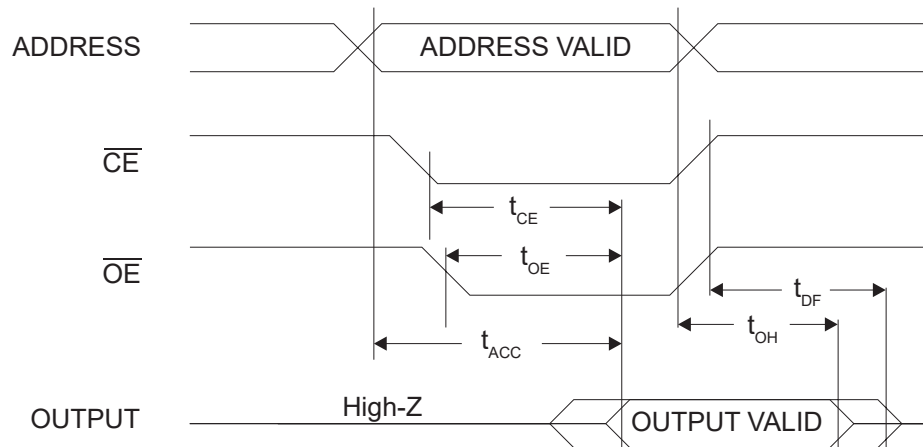 ADDRESS
ADDRESS VALID
CE
tCE
OE
tOE
tDF
tOH
tACC
OUTPUT
High-Z
OUTPUT VALID